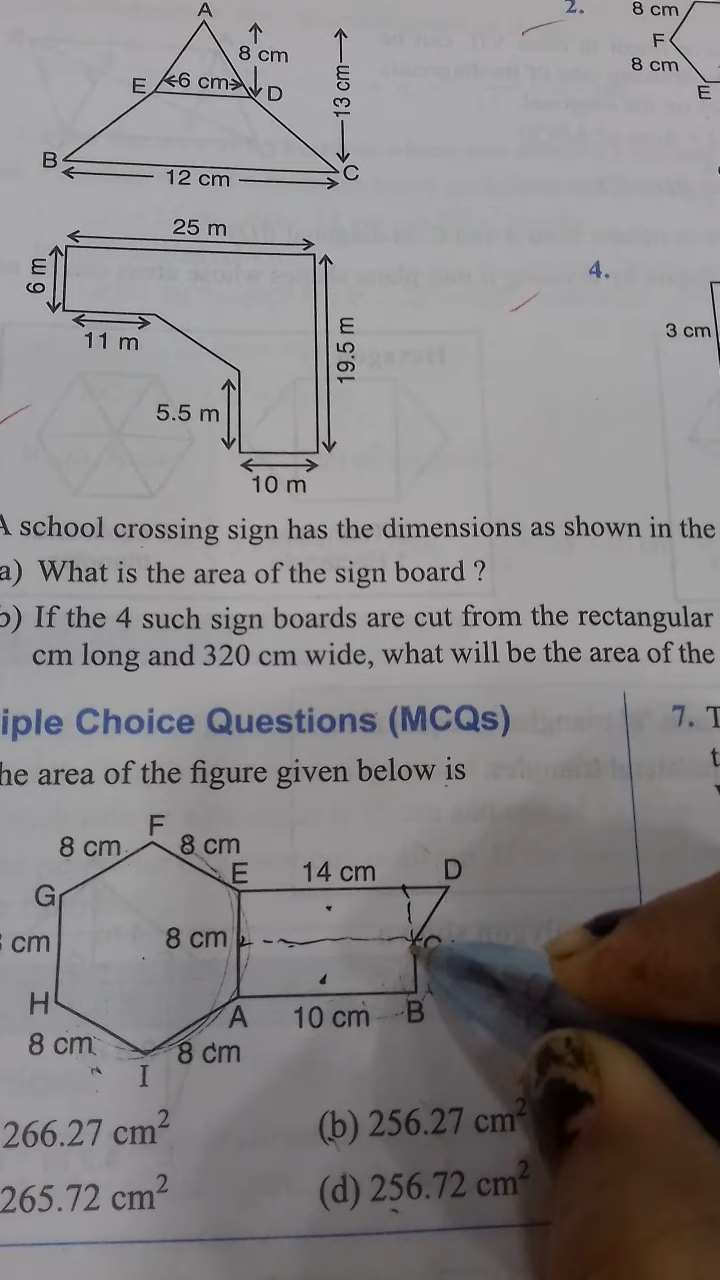 A
8 cm
E
6 cm
D
13 cm
B
12 cm
C
2.
8 cm
F
8 cm
E
25 m
6 m
11 m
19.5 m
5.5 m
10 m
4.
3 cm
A school crossing sign has the dimensions as shown in the
a) What is the area of the sign board ?
b) If the 4 such sign boards are cut from the rectangular
cm long and 320 cm wide, what will be the area of the
iple Choice Questions (MCQs)
he area of the figure given below is
F
8 cm
8 cm
E
14 cm
D
G
cm
8 cm
C
H
A
10 cm
B
8 cm
8 cm
I
266.27 cm²
(b) 256.27 cm²
265.72 cm²
(d) 256.72 cm²
7. T
t